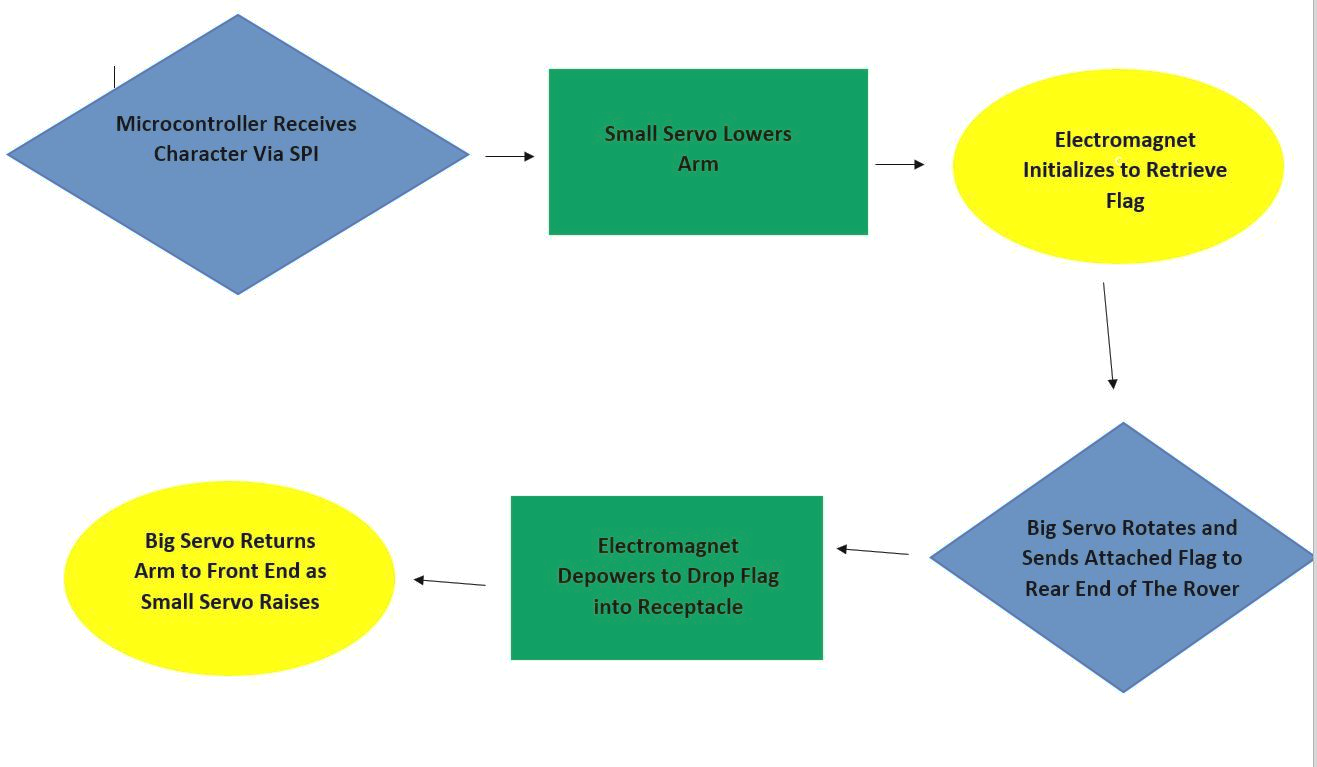 Microcontroller Receives
Character Via SPI
Small Servo Lowers
Arm
Electromagnet
Initializes to Retrieve
Flag
Big Servo Rotates and
Sends Attached Flag to
Rear End of The Rover
Electromagnet
Depowers to Drop Flag
into Receptacle
Big Servo Returns
Arm to Front End as
Small Servo Raises